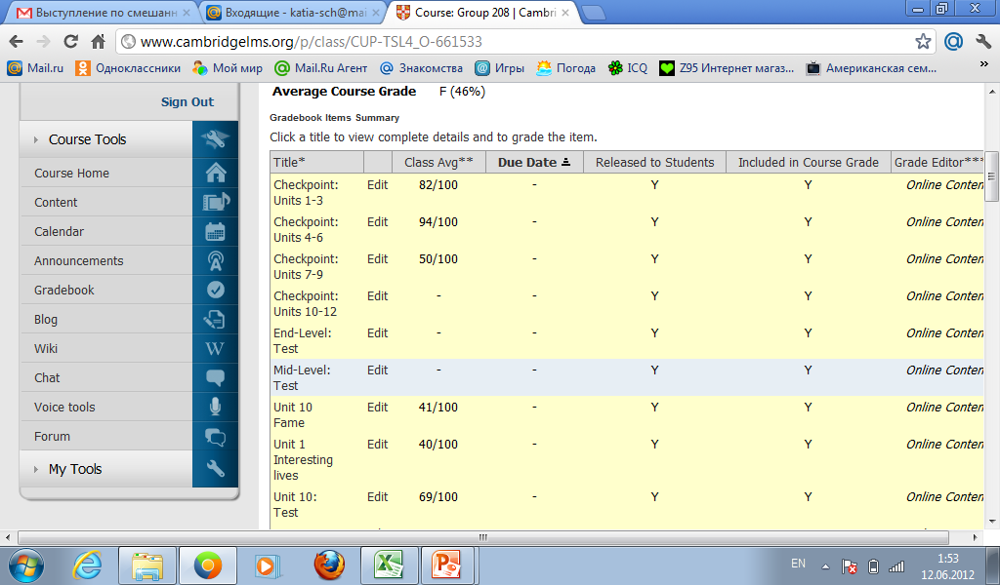 Выступление по смешанн
Входящие - katia-sch@mai
Course: Group 208 | Cambri
www.cambridgelms.org/p/class/CUP-TSL4_O-661533
Mail.ru Одноклассники Мой мир Mail.Ru Агент Знакомства Игры Погода ICQ Z95 Интернет магаз... Американская сем... »
Sign Out
Course Tools
Course Home
Content
Calendar
Announcements
Gradebook
Blog
Wiki
W
Chat
Voice tools
Forum
My Tools
Average Course Grade F (46%)
Gradebook Items Summary
Click a title to view complete details and to grade the item.
Title* Class Avg** Due Date Released to Students Included in Course Grade Grade Editor***
Checkpoint: Edit 82/100 - Y Y Online Conten
Units 1-3
Checkpoint: Edit 94/100 - Y Y Online Conten
Units 4-6
Checkpoint: Edit 50/100 - Y Y Online Conten
Units 7-9
Checkpoint: Edit - - Y Y Online Conten
Units 10-12
End-Level: Edit - - Y Y Online Conten
Test
Mid-Level: Edit - - Y Y Online Conten
Test
Unit 10 Edit 41/100 - Y Y Online Conten
Fame
Unit 1 Edit 40/100 - Y Y Online Conten
Interesting
lives
Unit 10: Edit 69/100 - Y Y Online Conten
Test
EN
1:53
12.06.2012